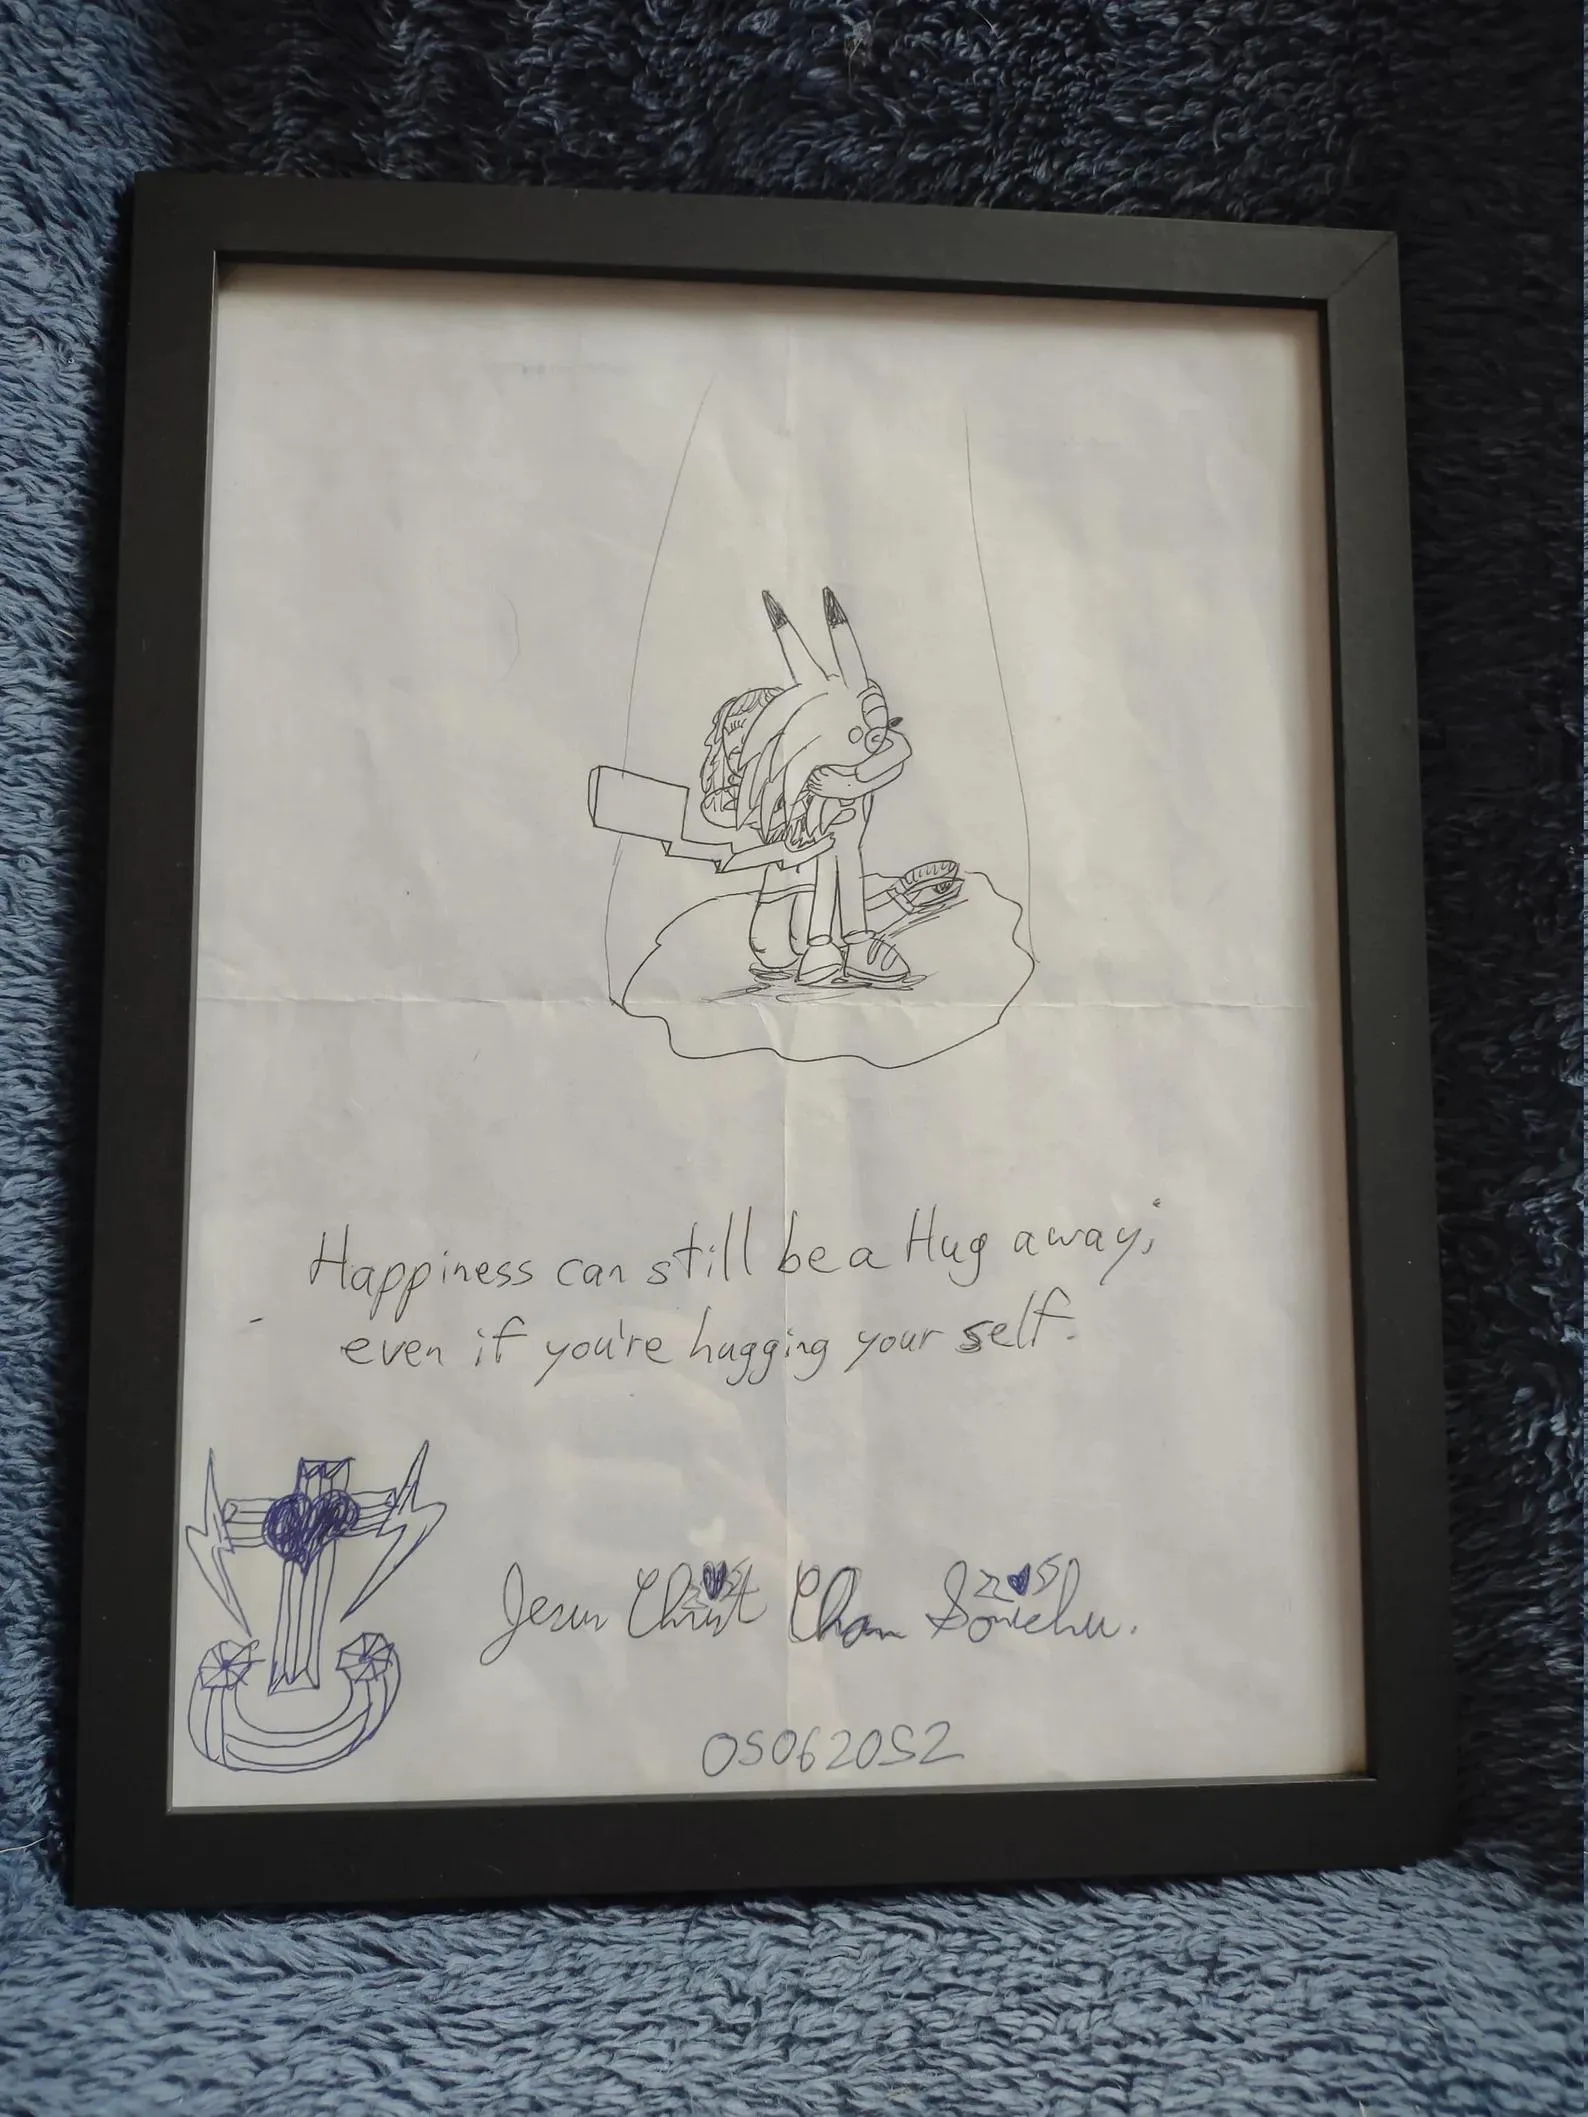 Happiness can still be a Hug away;
even if you're hugging your self.
Jesus Christ Chan Sonichu.
05062052